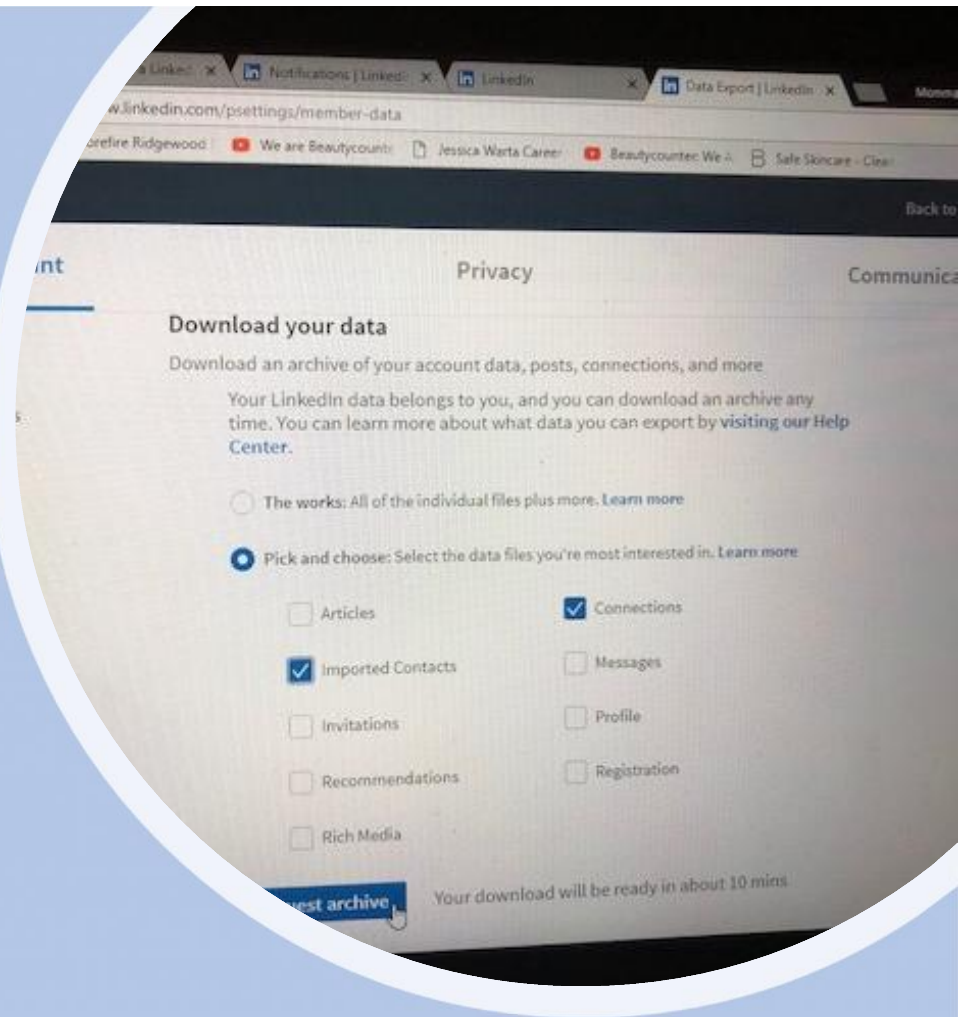 Linked
Notifications | Linked
LinkedIn
Data Export | LinkedIn
w.linkedin.com/psettings/member-data
orefire Ridgewood
We are Beautycount
Jessica Warta Career
Beautycounter: We
Safe Skincare - Clea
Back to
nt
Privacy
Communica
Download your data
Download an archive of your account data, posts, connections, and more
Your LinkedIn data belongs to you, and you can download an archive any
time. You can learn more about what data you can export by visiting our Help
Center.
The works: All of the individual files plus more. Learn more
Pick and choose: Select the data files you're most interested in. Learn more
Articles
Connections
Imported Contacts
Messages
Invitations
Profile
Recommendations
Registration
Rich Media
uest archive
Your download will be ready in about 10 mins